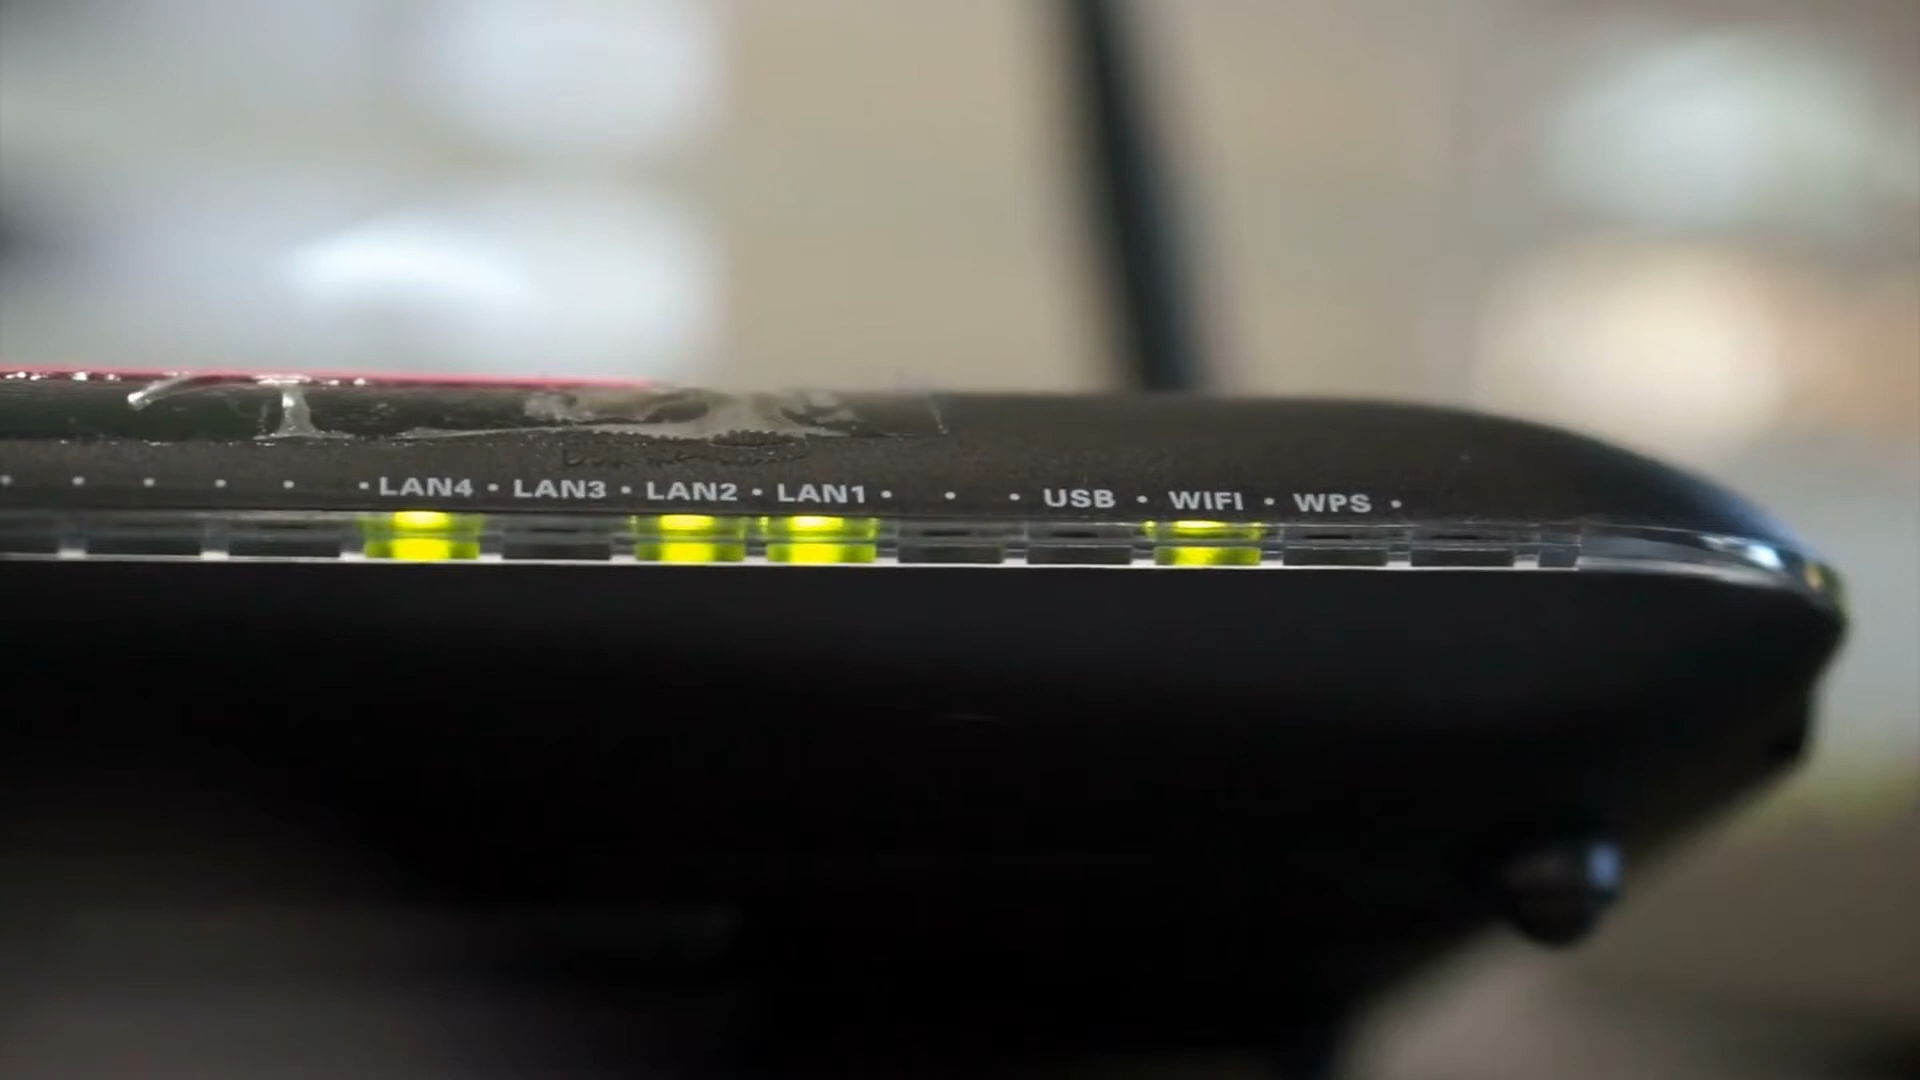 • LAN4 • LAN3 • LAN2 • LAN1 • • • USB • WIFI • WPS •